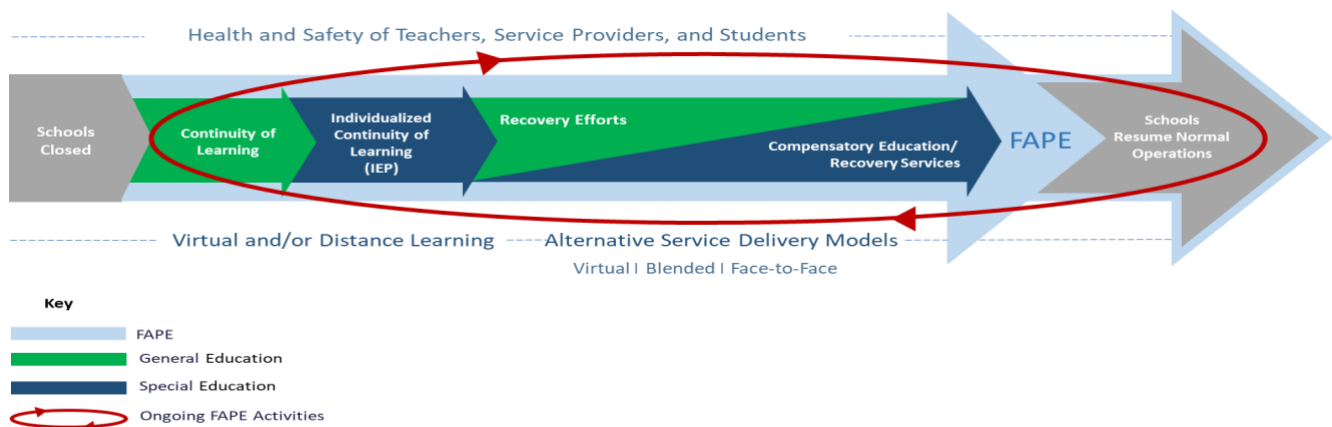 Health and Safety of Teachers, Service Providers, and Students
Schools
Closed
Continuity of
Learning
Individualized
Continuity of
Learning
(IEP)
Recovery Efforts
Compensatory Education/
Recovery Services
FAPE
Schools
Resume Normal
Operations
Virtual and/or Distance Learning
Alternative Service Delivery Models
Virtual I Blended I Face-to-Face
Key
FAPE
General Education
Special Education
Ongoing FAPE Activities